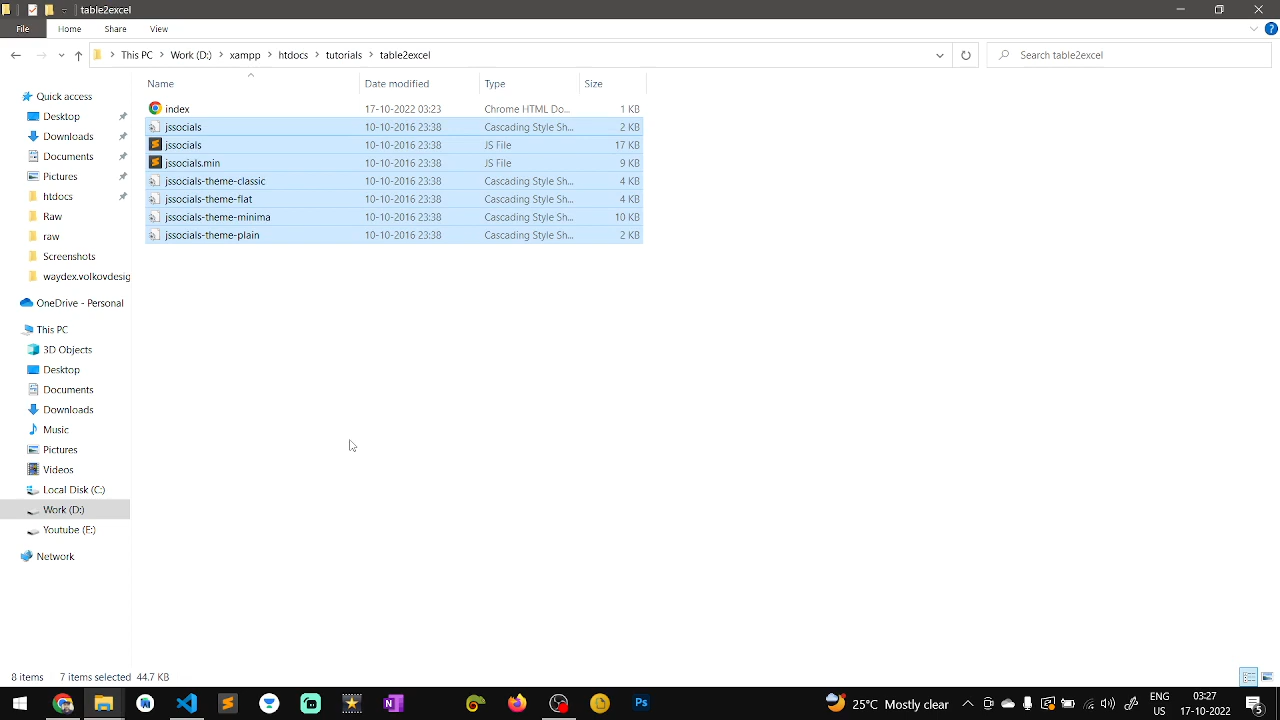 table2excel
File
Home
Share
View
This PC
Work (D:)
xampp
htdocs
tutorials
table2excel
Search table2excel
Name
Date modified
Type
Size
index
17-10-2022 03:23
Chrome HTML Do...
1 KB
jssocials
10-10-2016 23:38
Cascading Style Sh...
2 KB
jssocials
10-10-2016 23:38
JS File
17 KB
jssocials.min
10-10-2016 23:38
JS File
9 KB
jssocials-theme-classic
10-10-2016 23:38
Cascading Style Sh...
4 KB
jssocials-theme-flat
10-10-2016 23:38
Cascading Style Sh...
4 KB
jssocials-theme-minima
10-10-2016 23:38
Cascading Style Sh...
10 KB
jssocials-theme-plain
10-10-2016 23:38
Cascading Style Sh...
2 KB
Quick access
Desktop
Downloads
Documents
Pictures
htdocs
Raw
raw
Screenshots
waydex.volkovdesig
OneDrive - Personal
This PC
3D Objects
Desktop
Documents
Downloads
Music
Pictures
Videos
Local Disk (C:)
Work (D:)
Youtube (E:)
Network
8 items
7 items selected
44.7 KB
N
Ps
25°C Mostly clear
ENG
US
03:27
17-10-2022
5